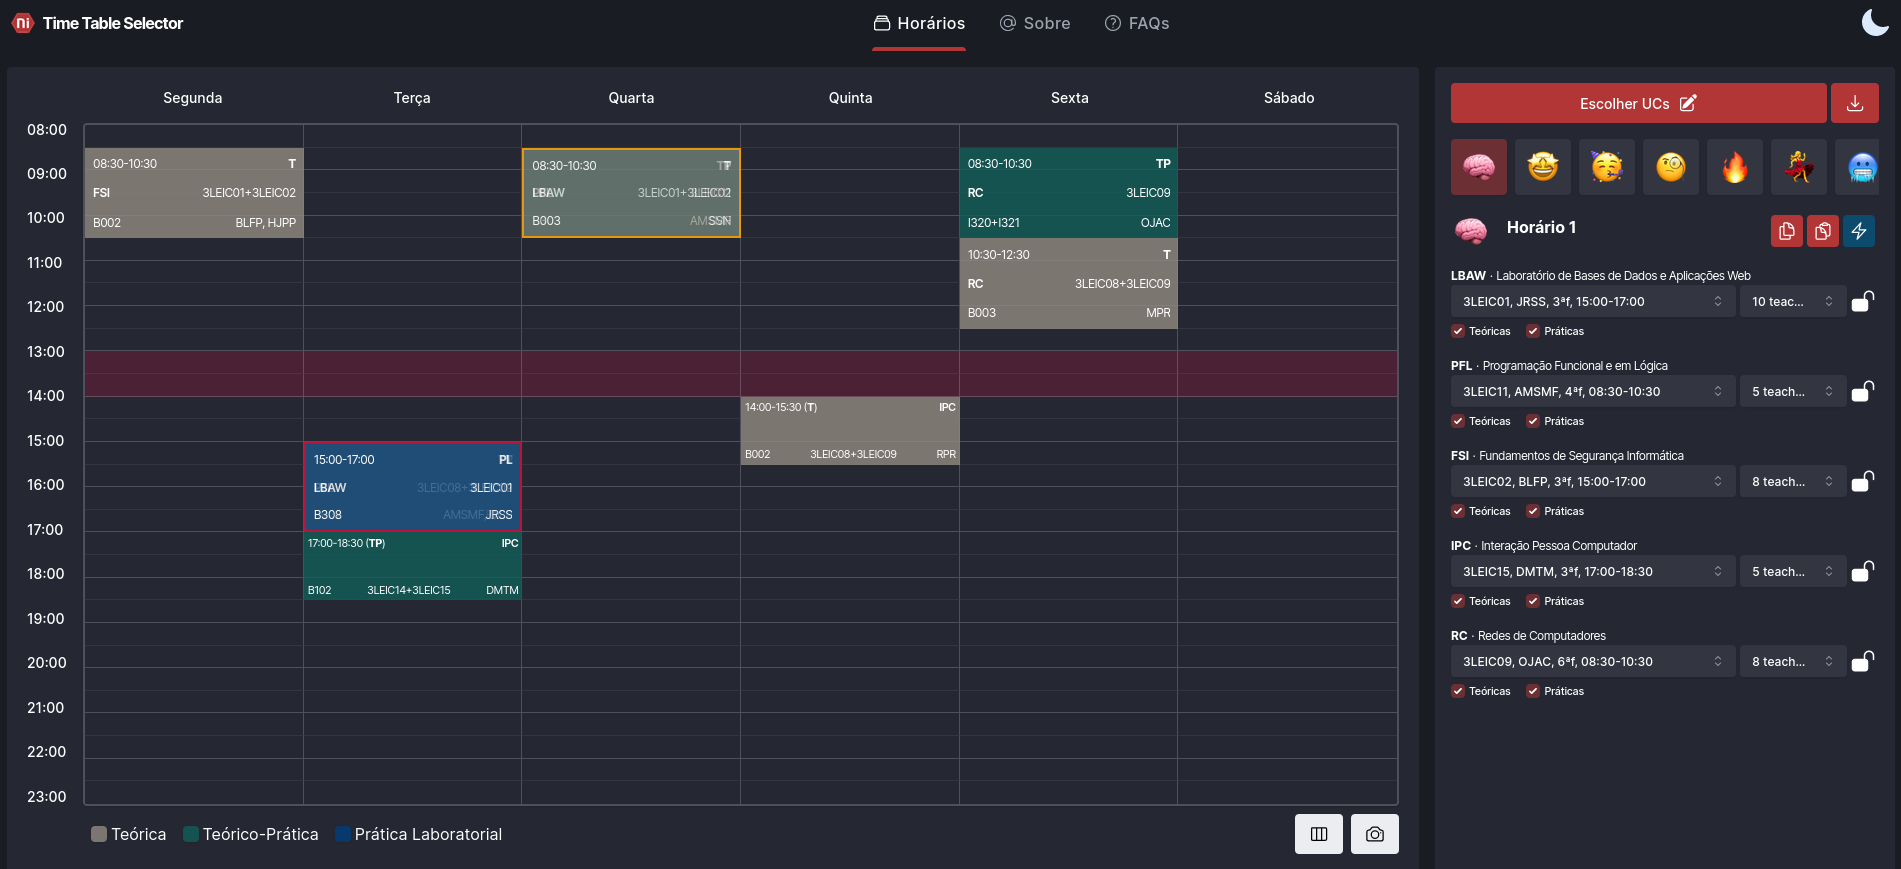 ni Time Table Selector
Horários
Sobre
FAQs
Segunda
Terça
Quarta
Quinta
Sexta
Sábado
08:00
09:00
10:00
11:00
12:00
13:00
14:00
15:00
16:00
17:00
18:00
19:00
20:00
21:00
22:00
23:00
08:30-10:30 T
FSI 3LEIC01+3LEIC02
B002 BLFP, HJPP
15:00-17:00 PL
LBAW 3LEIC01
B308 JRSS
17:00-18:30 (TP) IPC
B102 3LEIC14+3LEIC15 DMTM
08:30-10:30 T
LBAW
B003 SSN
14:00-15:30 (T) IPC
B002 3LEIC08+3LEIC09 RPR
08:30-10:30 TP
RC 3LEIC09
I320+I321 OJAC
10:30-12:30 T
RC 3LEIC08+3LEIC09
B003 MPR
Teórica
Teórico-Prática
Prática Laboratorial
Escolher UCs
Horário 1
LBAW · Laboratório de Bases de Dados e Aplicações Web
3LEIC01, JRSS, 3ªf, 15:00-17:00 10 teac...
Teóricas Práticas
PFL · Programação Funcional e em Lógica
3LEIC11, AMSMF, 4ªf, 08:30-10:30 5 teach...
Teóricas Práticas
FSI · Fundamentos de Segurança Informática
3LEIC02, BLFP, 3ªf, 15:00-17:00 8 teach...
Teóricas Práticas
IPC · Interação Pessoa Computador
3LEIC15, DMTM, 3ªf, 17:00-18:30 5 teach...
Teóricas Práticas
RC · Redes de Computadores
3LEIC09, OJAC, 6ªf, 08:30-10:30 8 teach...
Teóricas Práticas